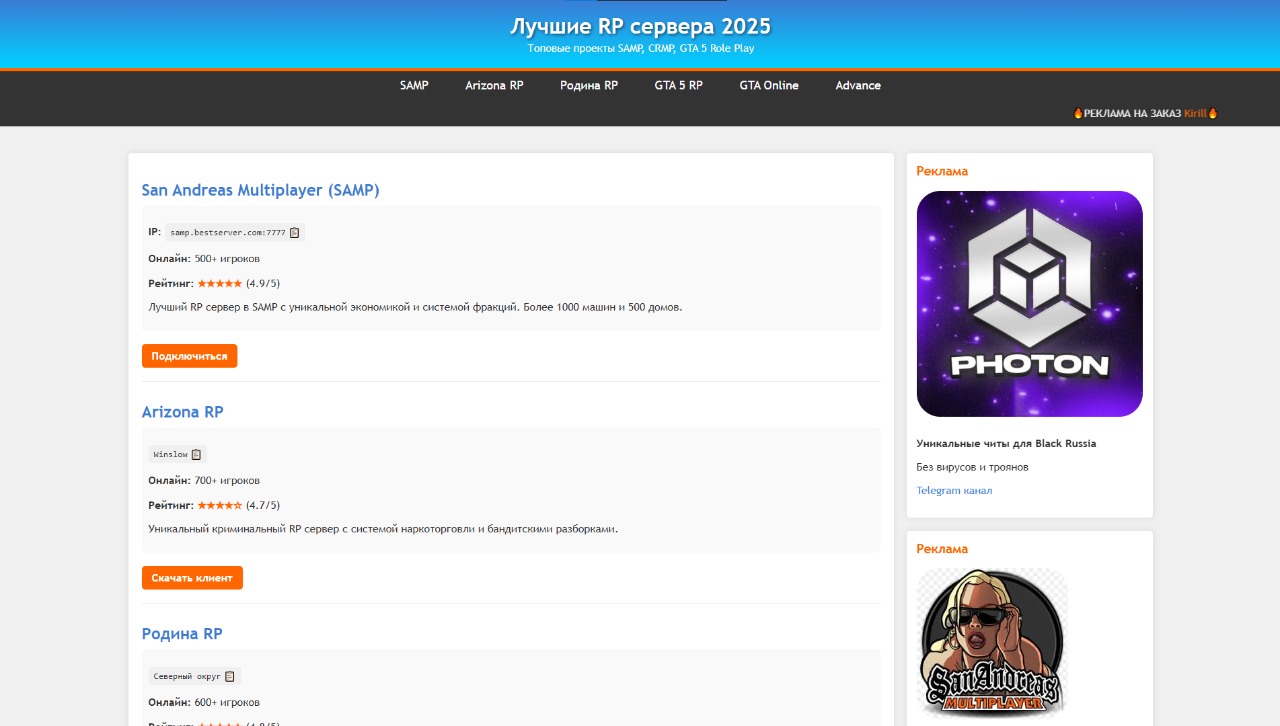 Лучшие RP сервера 2025
Топовые проекты SAMP, CRMP, GTA 5 Role Play
SAMP Arizona RP Родина RP GTA 5 RP GTA Online Advance
🔥РЕКЛАМА НА ЗАКАЗ Kirill🔥
San Andreas Multiplayer (SAMP)
IP: samp.bestserver.com:7777 📋
Онлайн: 500+ игроков
Рейтинг: ★★★★★ (4.9/5)
Лучший RP сервер в SAMP с уникальной экономикой и системой фракций. Более 1000 машин и 500 домов.
Подключиться
Arizona RP
Winslow 📋
Онлайн: 700+ игроков
Рейтинг: ★★★★☆ (4.7/5)
Уникальный криминальный RP сервер с системой наркоторговли и бандитскими разборками.
Скачать клиент
Родина RP
Северный округ 📋
Онлайн: 600+ игроков
Реклама
PHOTON
Уникальные читы для Black Russia
Без вирусов и троянов
Telegram канал
Реклама
San Andreas
MULTIPLAYER